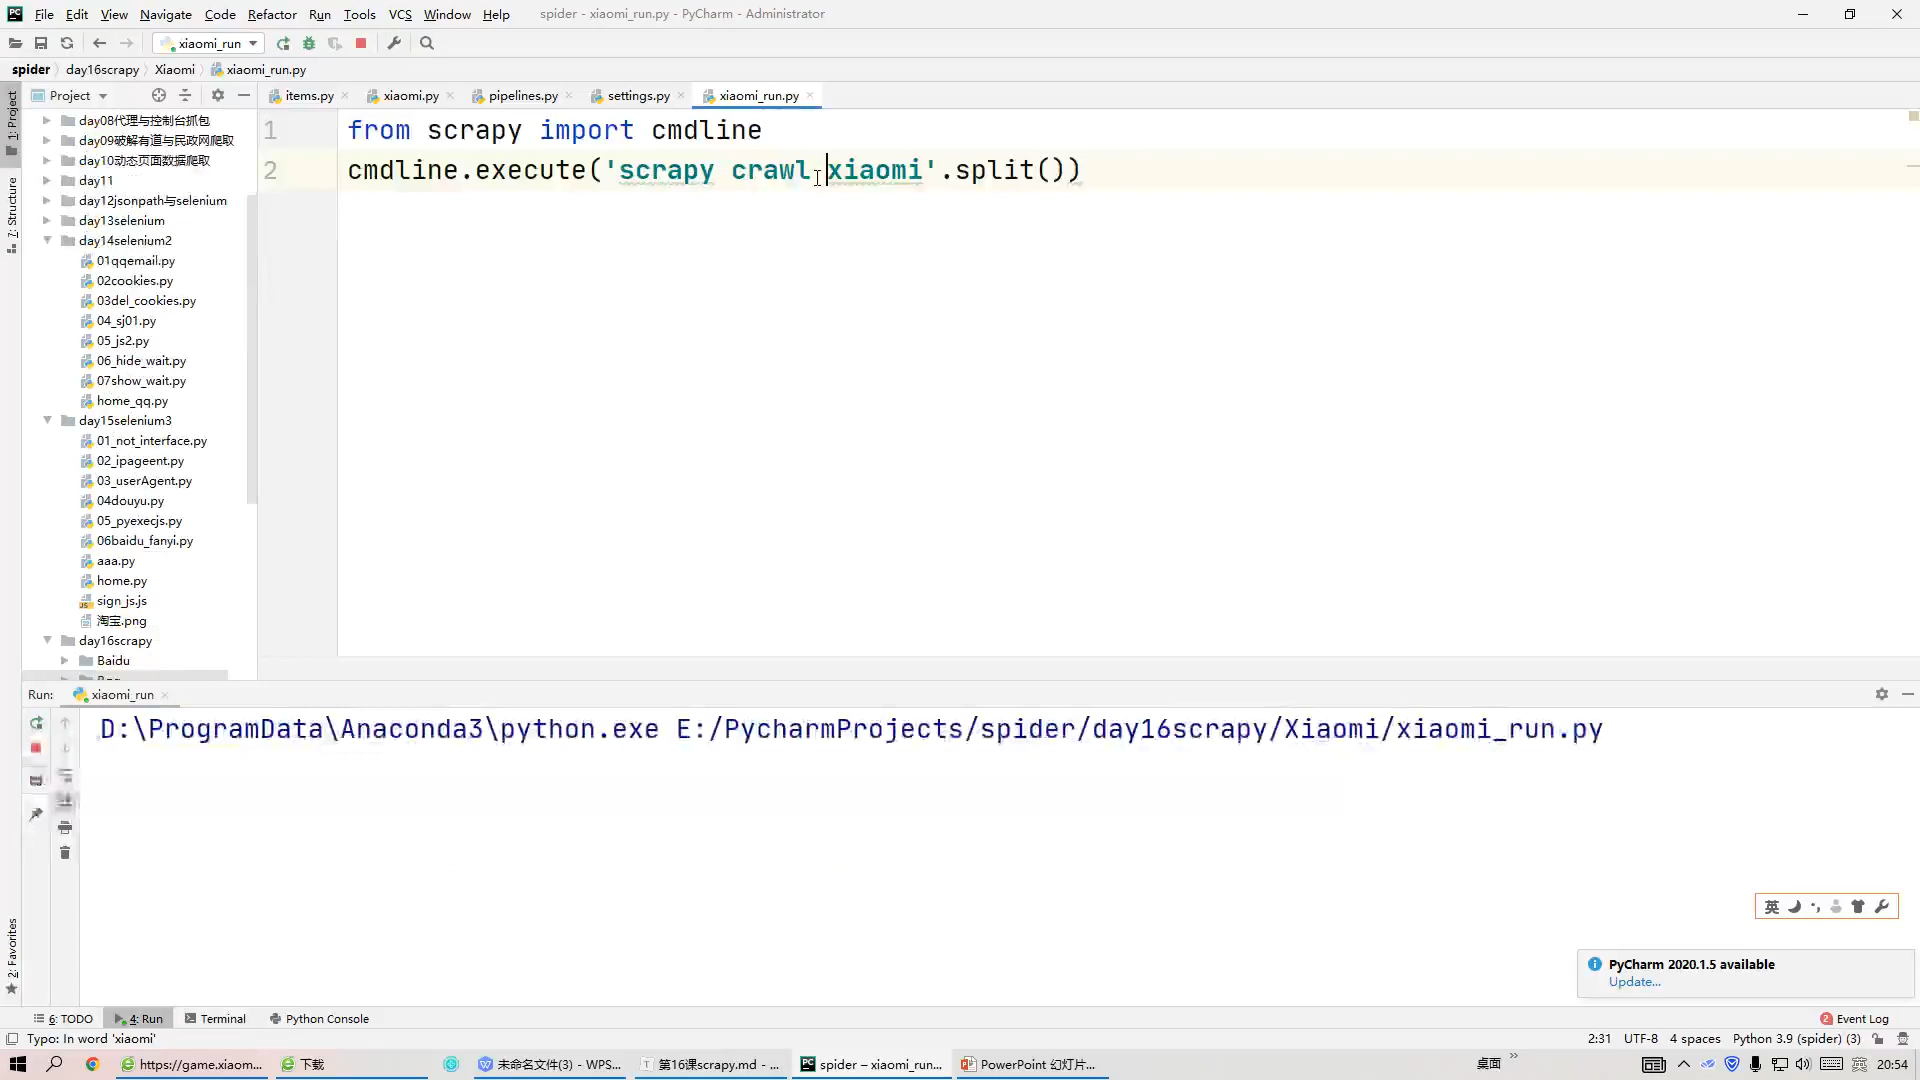 File Edit View Navigate Code Refactor Run Tools VCS Window Help spider - xiaomi_run.py - PyCharm - Administrator
xiaomi_run
spider day16scrapy Xiaomi xiaomi_run.py
Project items.py xiaomi.py pipelines.py settings.py xiaomi_run.py
1: Project
7: Structure
2: Favorites
day08代理与控制台抓包
day09破解有道与民政网爬取
day10动态页面数据爬取
day11
day12jsonpath与selenium
day13selenium
day14selenium2
01qqemail.py
02cookies.py
03del_cookies.py
04_sj01.py
05_js2.py
06_hide_wait.py
07show_wait.py
home_qq.py
day15selenium3
01_not_interface.py
02_ipageent.py
03_userAgent.py
04douyu.py
05_pyexecjs.py
06baidu_fanyi.py
aaa.py
home.py
sign_js.js
淘宝.png
day16scrapy
Baidu
1 from scrapy import cmdline
2 cmdline.execute('scrapy crawl xiaomi'.split())
Run: xiaomi_run
D:\ProgramData\Anaconda3\python.exe E:/PycharmProjects/spider/day16scrapy/Xiaomi/xiaomi_run.py
英
PyCharm 2020.1.5 available
Update...
6: TODO 4: Run Terminal Python Console 2 Event Log
Typo: In word 'xiaomi' 2:31 UTF-8 4 spaces Python 3.9 (spider) (3)
https://game.xiaom... 下载 未命名文件(3) - WPS... 第16课scrapy.md - ... spider – xiaomi_run... PowerPoint 幻灯片... 桌面 英 20:54